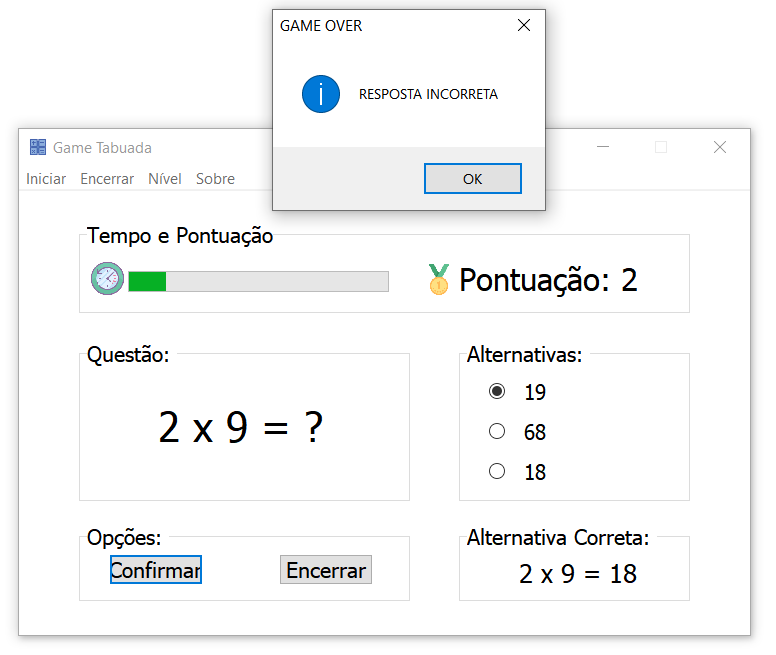 GAME OVER
RESPOSTA INCORRETA
OK
Game Tabuada
Iniciar Encerrar Nível Sobre
Tempo e Pontuação
1
Pontuação: 2
Questão:
2 x 9 = ?
Alternativas:
19
68
18
Opções:
Confirmar
Encerrar
Alternativa Correta:
2 x 9 = 18